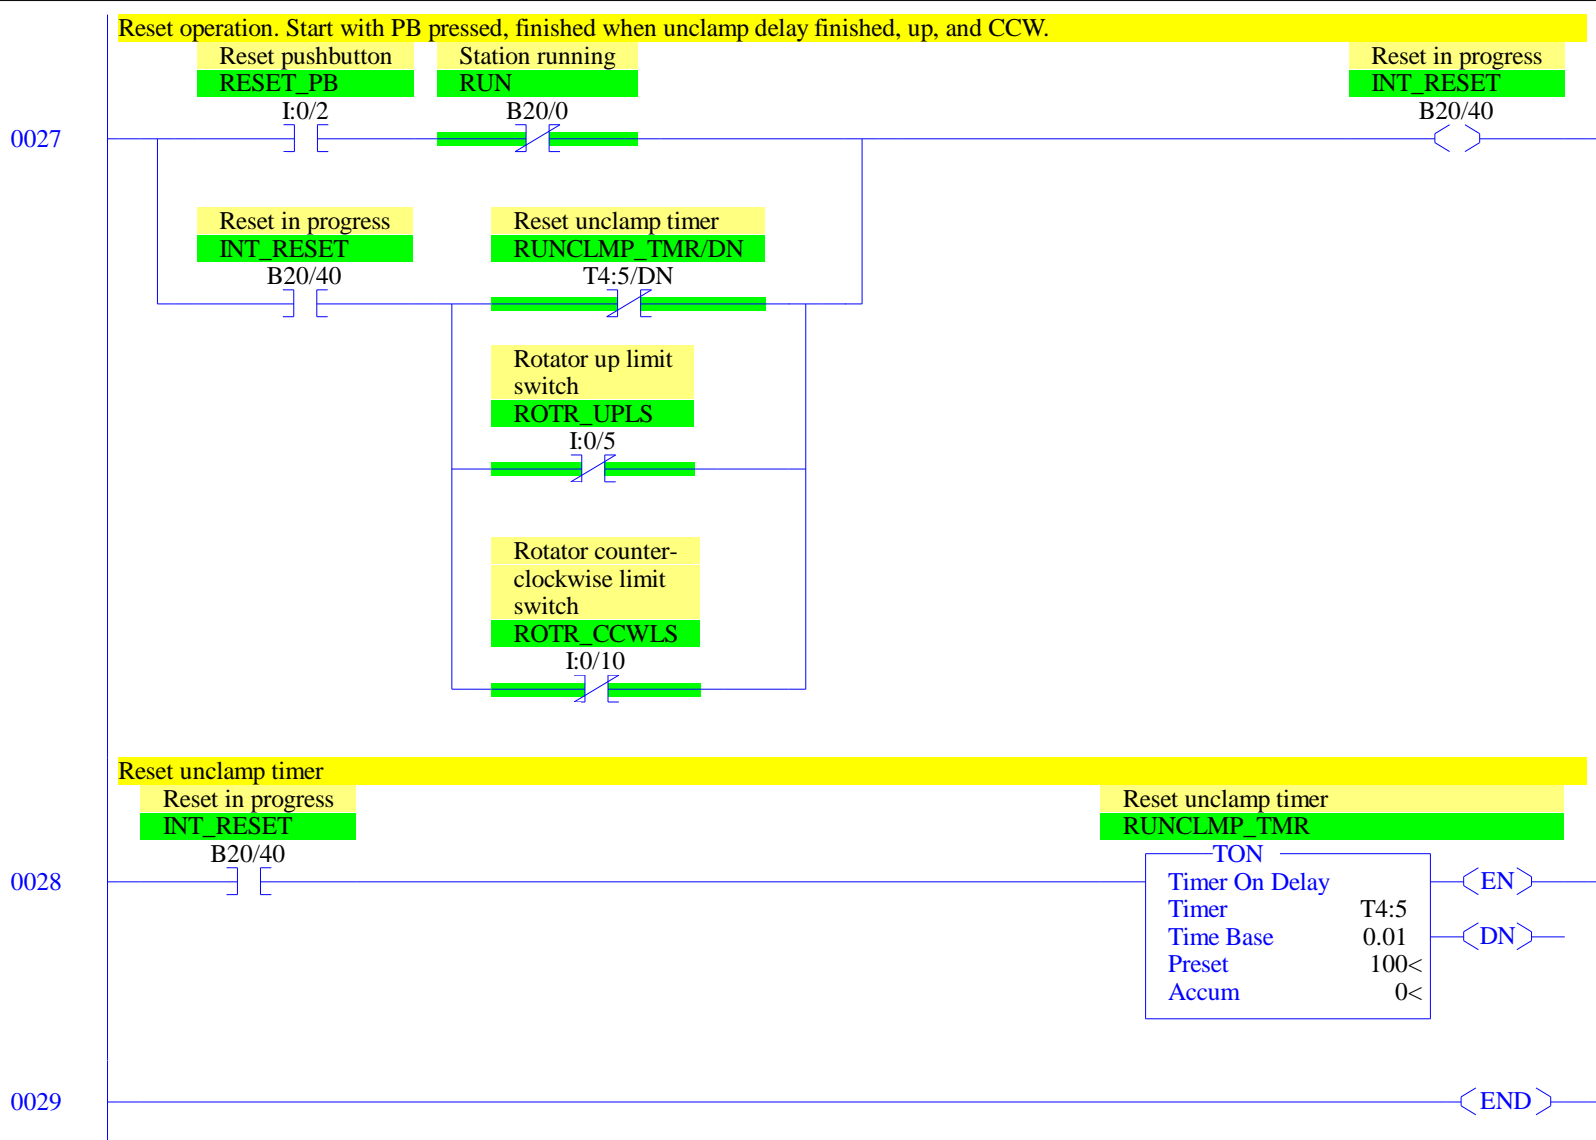 Reset operation. Start with PB pressed, finished when unclamp delay finished, up, and CCW.
Reset pushbutton
RESET_PB
I:0/2
Station running
RUN
B20/0
Reset in progress
INT_RESET
B20/40
0027
Reset in progress
INT_RESET
B20/40
Reset unclamp timer
RUNCLMP_TMR/DN
T4:5/DN
Rotator up limit
switch
ROTR_UPLS
I:0/5
Rotator counter-
clockwise limit
switch
ROTR_CCWLS
I:0/10
Reset unclamp timer
Reset in progress
INT_RESET
B20/40
0028
Reset unclamp timer
RUNCLMP_TMR
TON
Timer On Delay
Timer T4:5
Time Base 0.01
Preset 100<
Accum 0<
EN
DN
0029
END